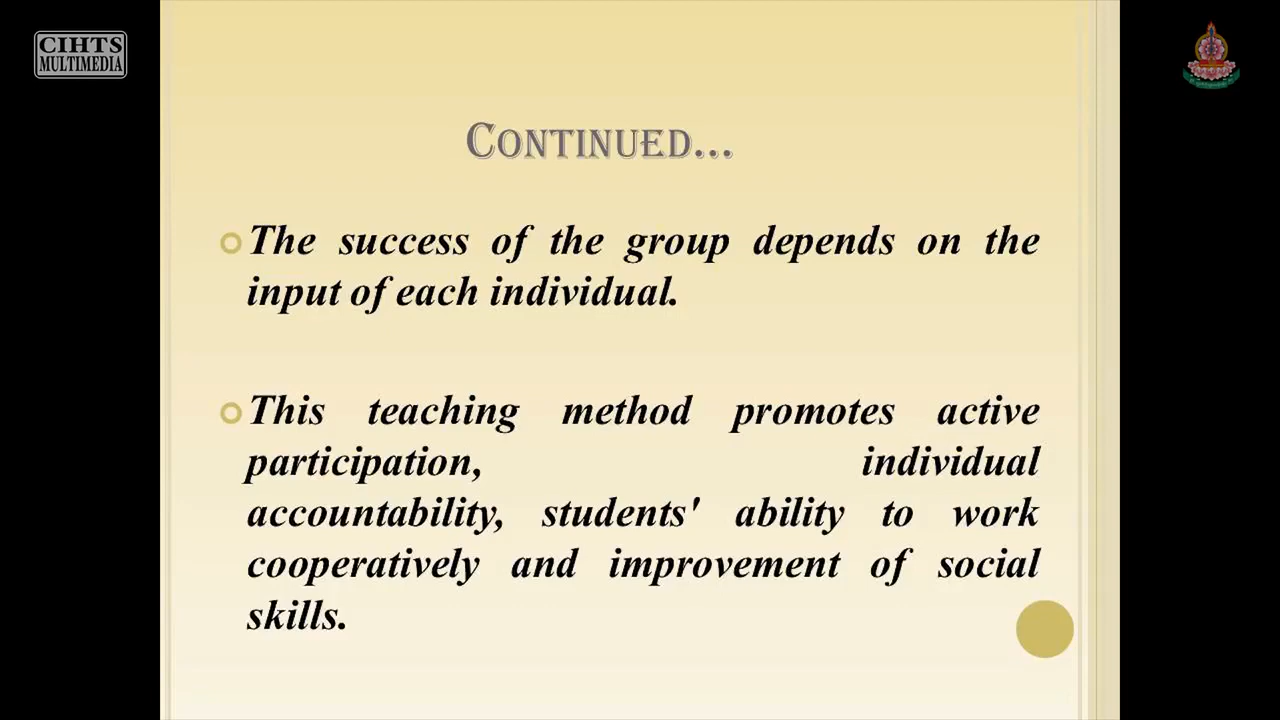 CIHTS
MULTIMEDIA
CONTINUED...
The success of the group depends on the
input of each individual.
This teaching method promotes active
participation, individual
accountability, students' ability to work
cooperatively and improvement of social
skills.